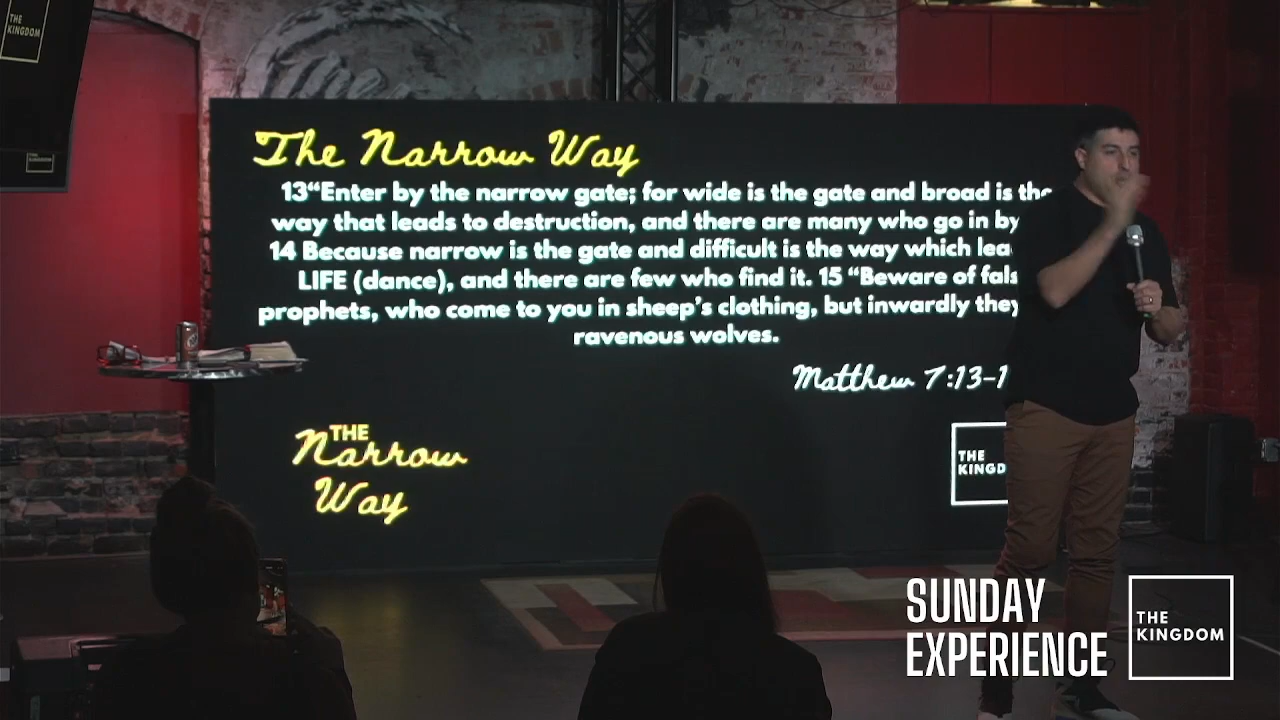 THE
KINGDOM
The Narrow Way
13“Enter by the narrow gate; for wide is the gate and broad is the
way that leads to destruction, and there are many who go in by
14 Because narrow is the gate and difficult is the way which
LIFE (dance), and there are few who find it. 15 “Beware of
prophets, who come to you in sheep’s clothing, but inwardly they
ravenous wolves.
Matthew 7:13-1
THE
Narrow
Way
THE
KINGD
SUNDAY
EXPERIENCE
THE
KINGDOM